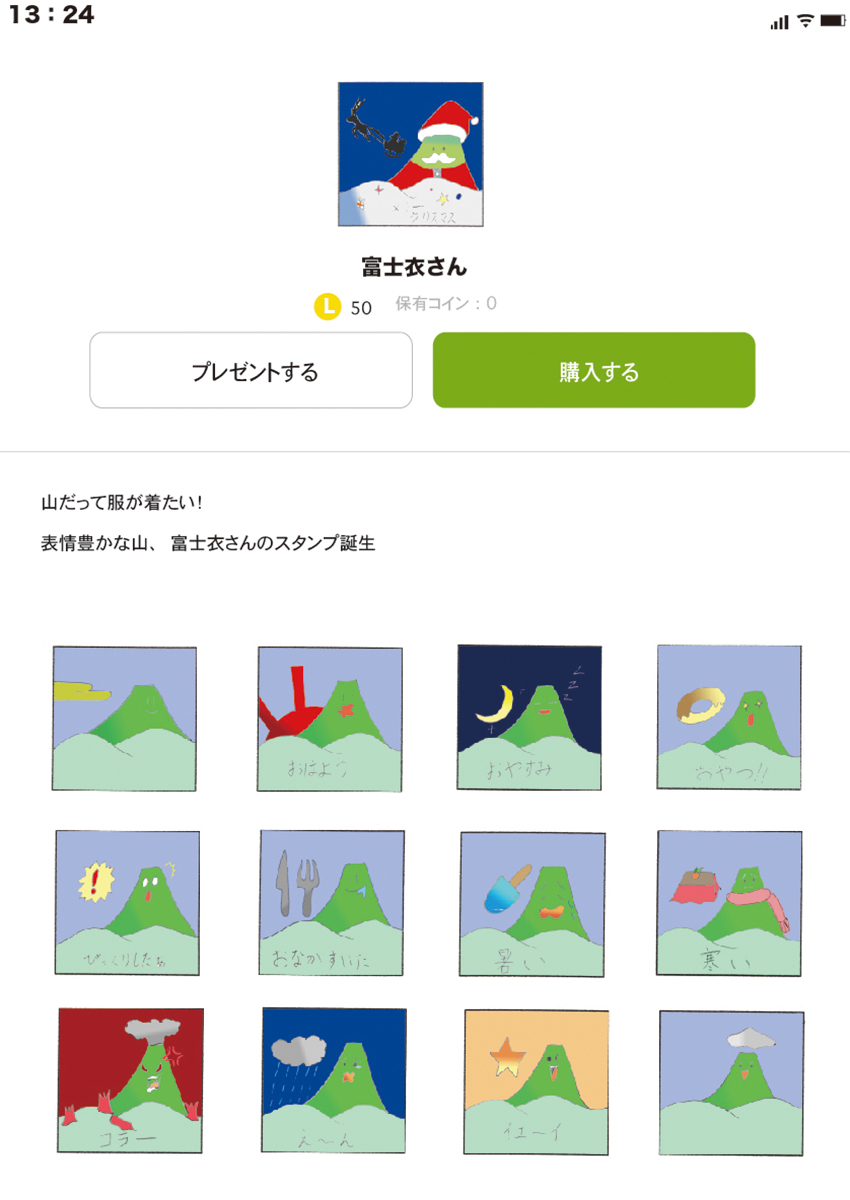 13：24
クリスマス
富士衣さん
L 50 保有コイン：0
プレゼントする 購入する
山だって服が着たい！
表情豊かな山、富士衣さんのスタンプ誕生
おはよう
z z z
おやすみ
おやつ!!
!
びっくりしたぁ
おなかすいた
暑い
寒い
コラー
え〜ん
イエ〜イ